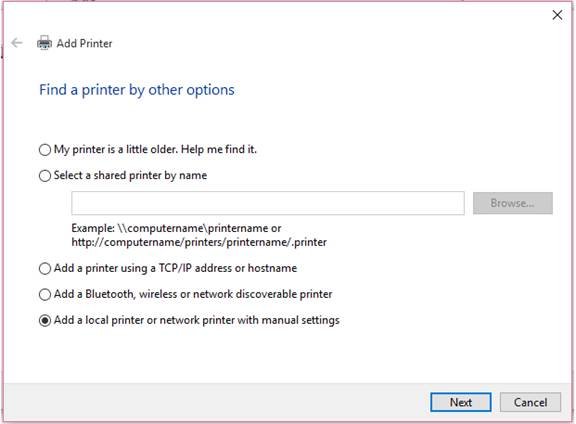 Add Printer
Find a printer by other options
My printer is a little older. Help me find it.
Select a shared printer by name
Browse...
Example: \\computername\printername or
http://computername/printers/printername/.printer
Add a printer using a TCP/IP address or hostname
Add a Bluetooth, wireless or network discoverable printer
Add a local printer or network printer with manual settings
Next Cancel